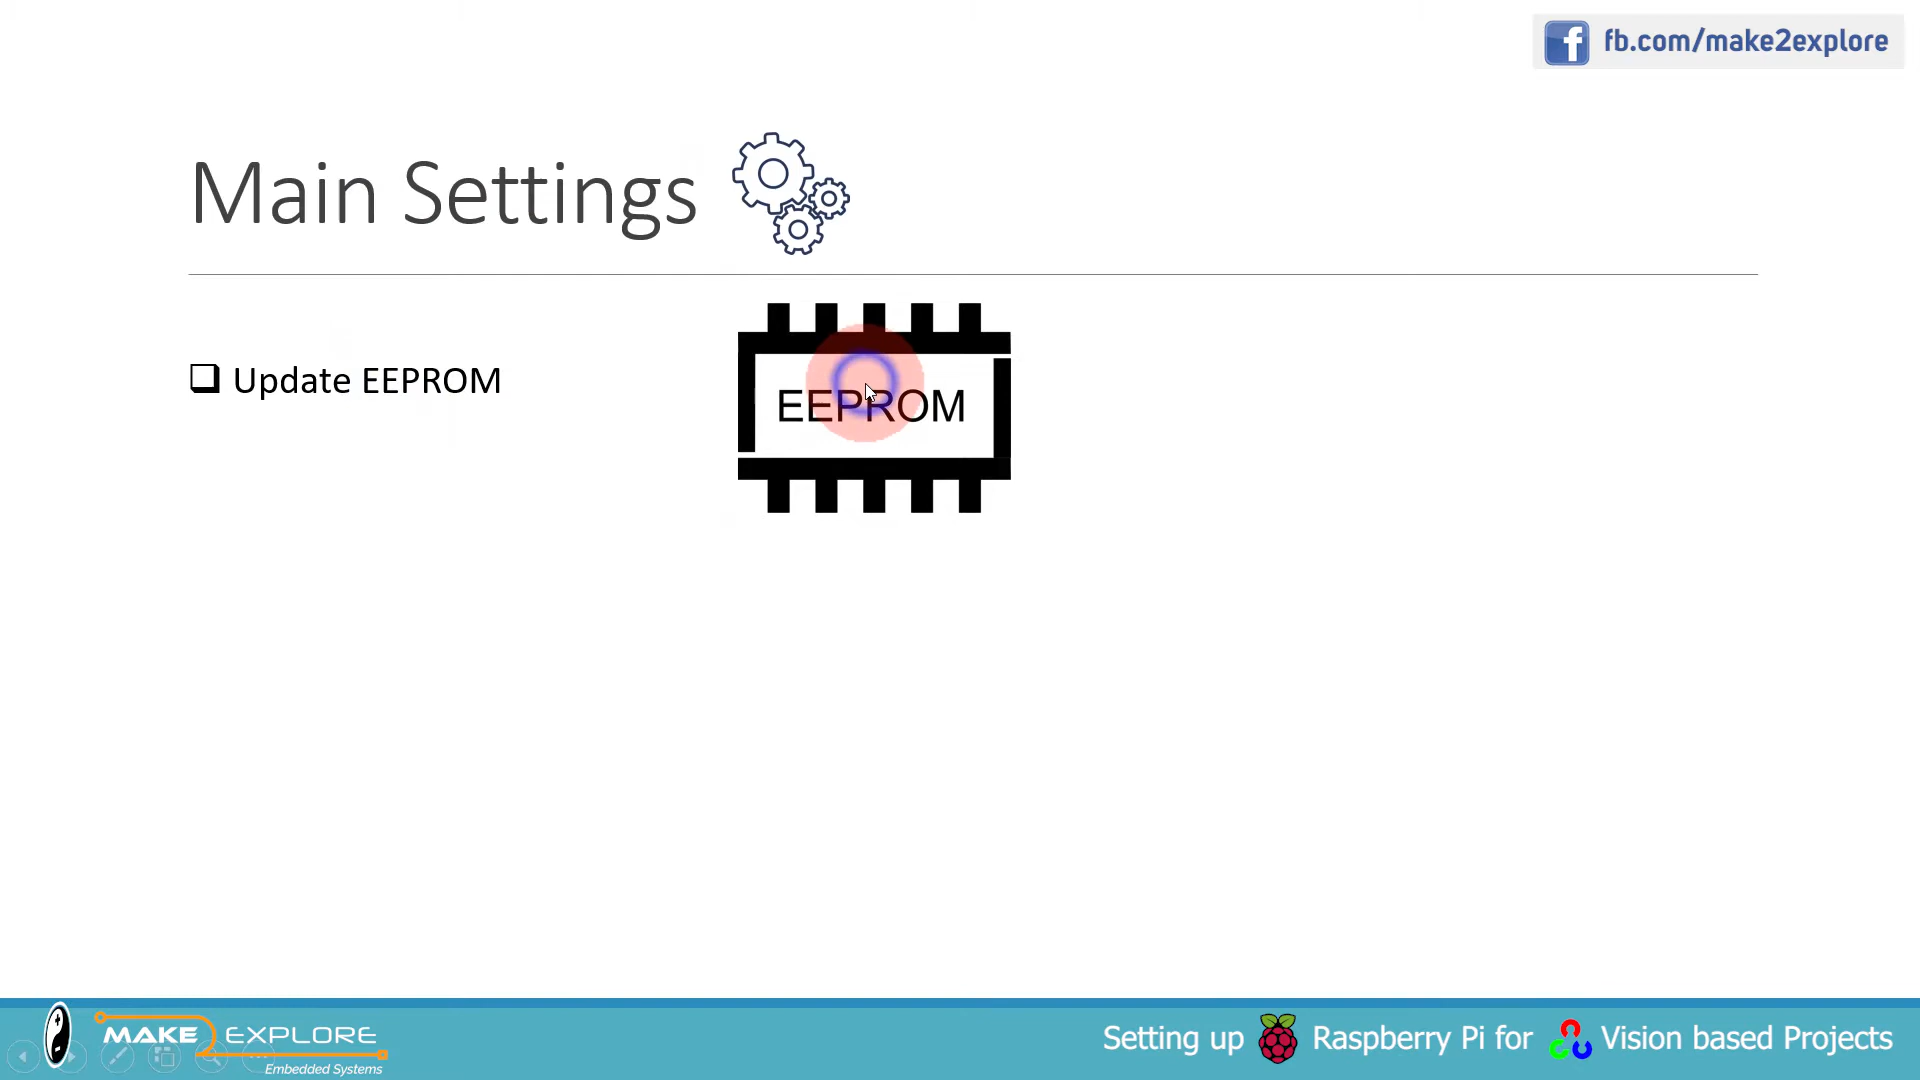 fb.com/make2explore
Main Settings
Update EEPROM
EEPROM
MAKE 2 EXPLORE
Embedded Systems
Setting up Raspberry Pi for Vision based Projects